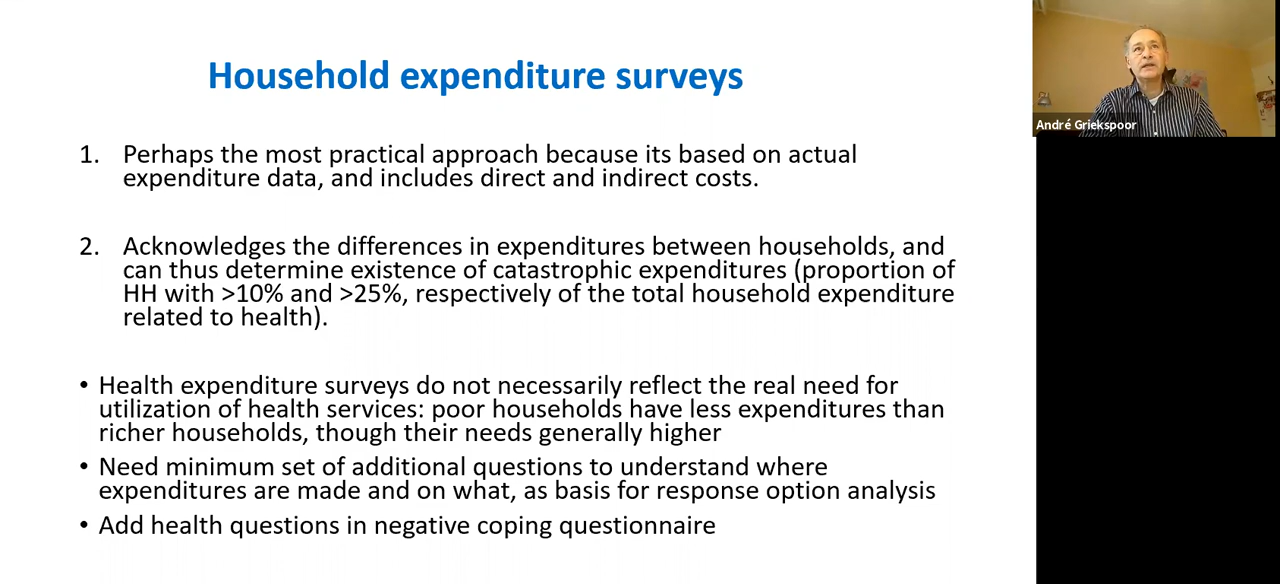 Household expenditure surveys
1. Perhaps the most practical approach because its based on actual
expenditure data, and includes direct and indirect costs.
2. Acknowledges the differences in expenditures between households, and
can thus determine existence of catastrophic expenditures (proportion of
HH with >10% and >25%, respectively of the total household expenditure
related to health).
• Health expenditure surveys do not necessarily reflect the real need for
utilization of health services: poor households have less expenditures than
richer households, though their needs generally higher
• Need minimum set of additional questions to understand where
expenditures are made and on what, as basis for response option analysis
• Add health questions in negative coping questionnaire
André Griekspoor